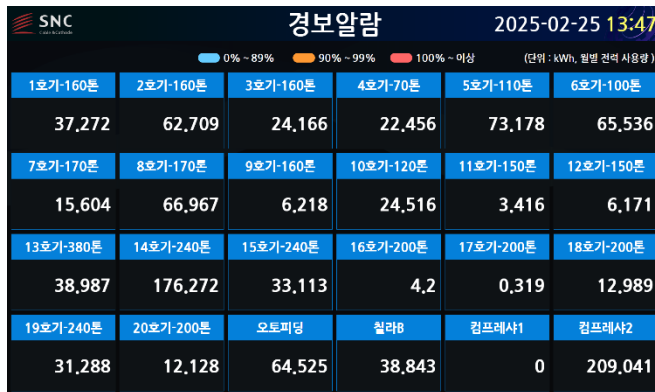 SNC
경보알람
2025-02-25 13:47
0% ~ 89% 90% ~ 99% 100% ~ 이상 (단위 : kWh, 월별 전력 사용량)
1호기-160톤 2호기-160톤 3호기-160톤 4호기-70톤 5호기-110톤 6호기-100톤
37,272 62,709 24,166 22,456 73,178 65,536
7호기-170톤 8호기-170톤 9호기-160톤 10호기-120톤 11호기-150톤 12호기-150톤
15,604 66,967 6,218 24,516 3,416 6,171
13호기-380톤 14호기-240톤 15호기-240톤 16호기-200톤 17호기-200톤 18호기-200톤
38,987 176,272 33,113 4.2 0.319 12,989
19호기-240톤 20호기-200톤 오토피딩 칠라B 컴프레샤1 컴프레샤2
31,288 12,128 64,525 38,843 0 209,041